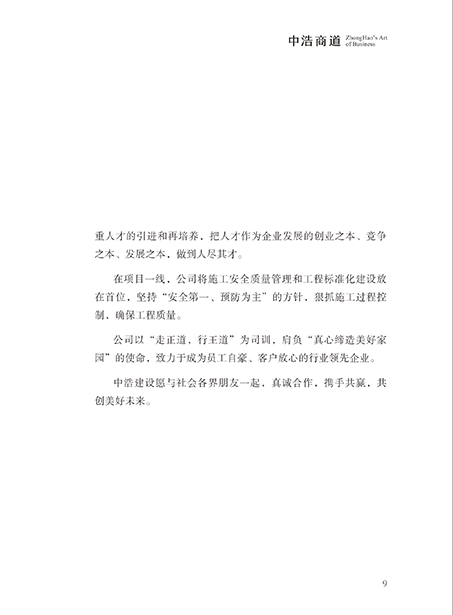 中浩商道 ZhongHao's Art
of Business
重人才的引进和再培养，把人才作为企业发展的创业之本、竞争
之本、发展之本，做到人尽其才。
在项目一线，公司将施工安全质量管理和工程标准化建设放
在首位，坚持“安全第一、预防为主”的方针，狠抓施工过程控
制，确保工程质量。
公司以“走正道，行王道”为司训，肩负“真心缔造美好家
园”的使命，致力于成为员工自豪、客户放心的行业领先企业。
中浩建设愿与社会各界朋友一起，真诚合作，携手共赢，共
创美好未来。
9